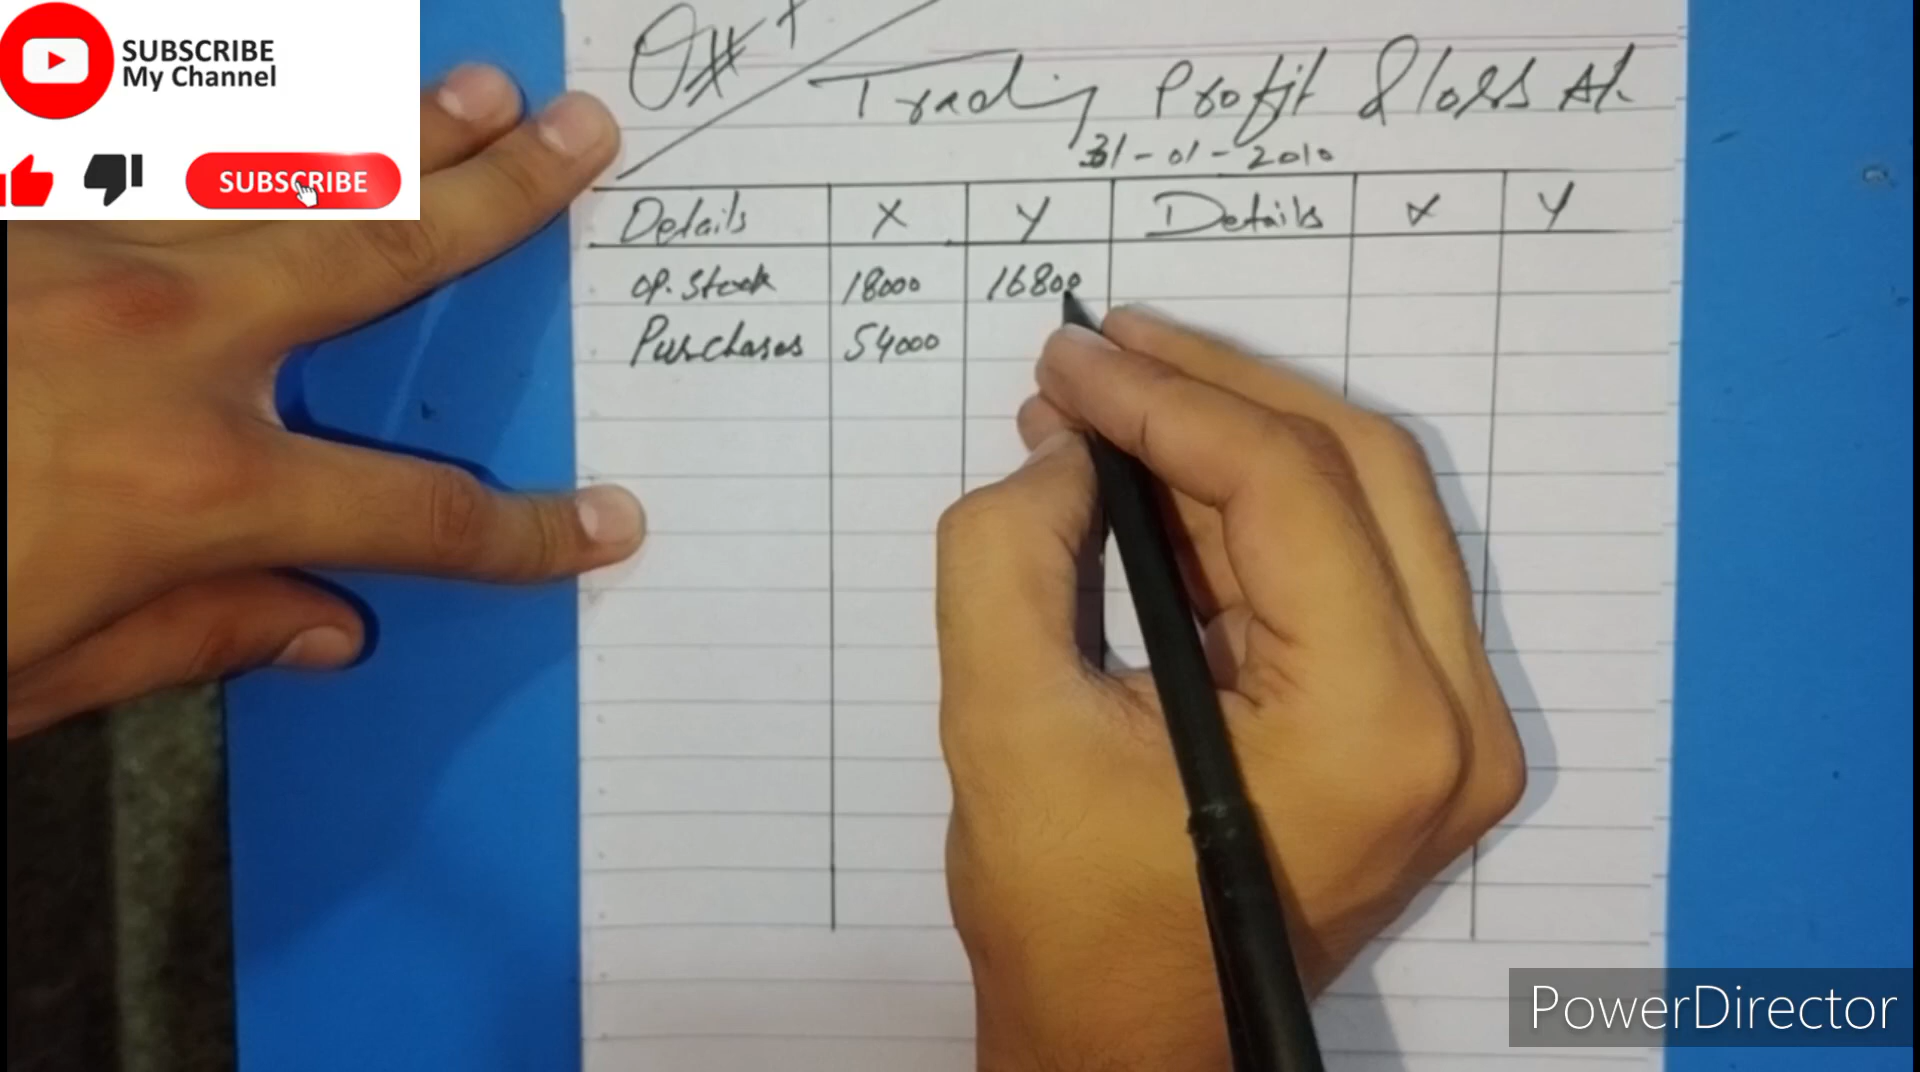 SUBSCRIBE
My Channel
SUBSCRIBE
Trading Profit & loss A/c
31-01-2010
Details X Y Details X Y
OP. Stock 18000 16800
Purchases 54000
PowerDirector